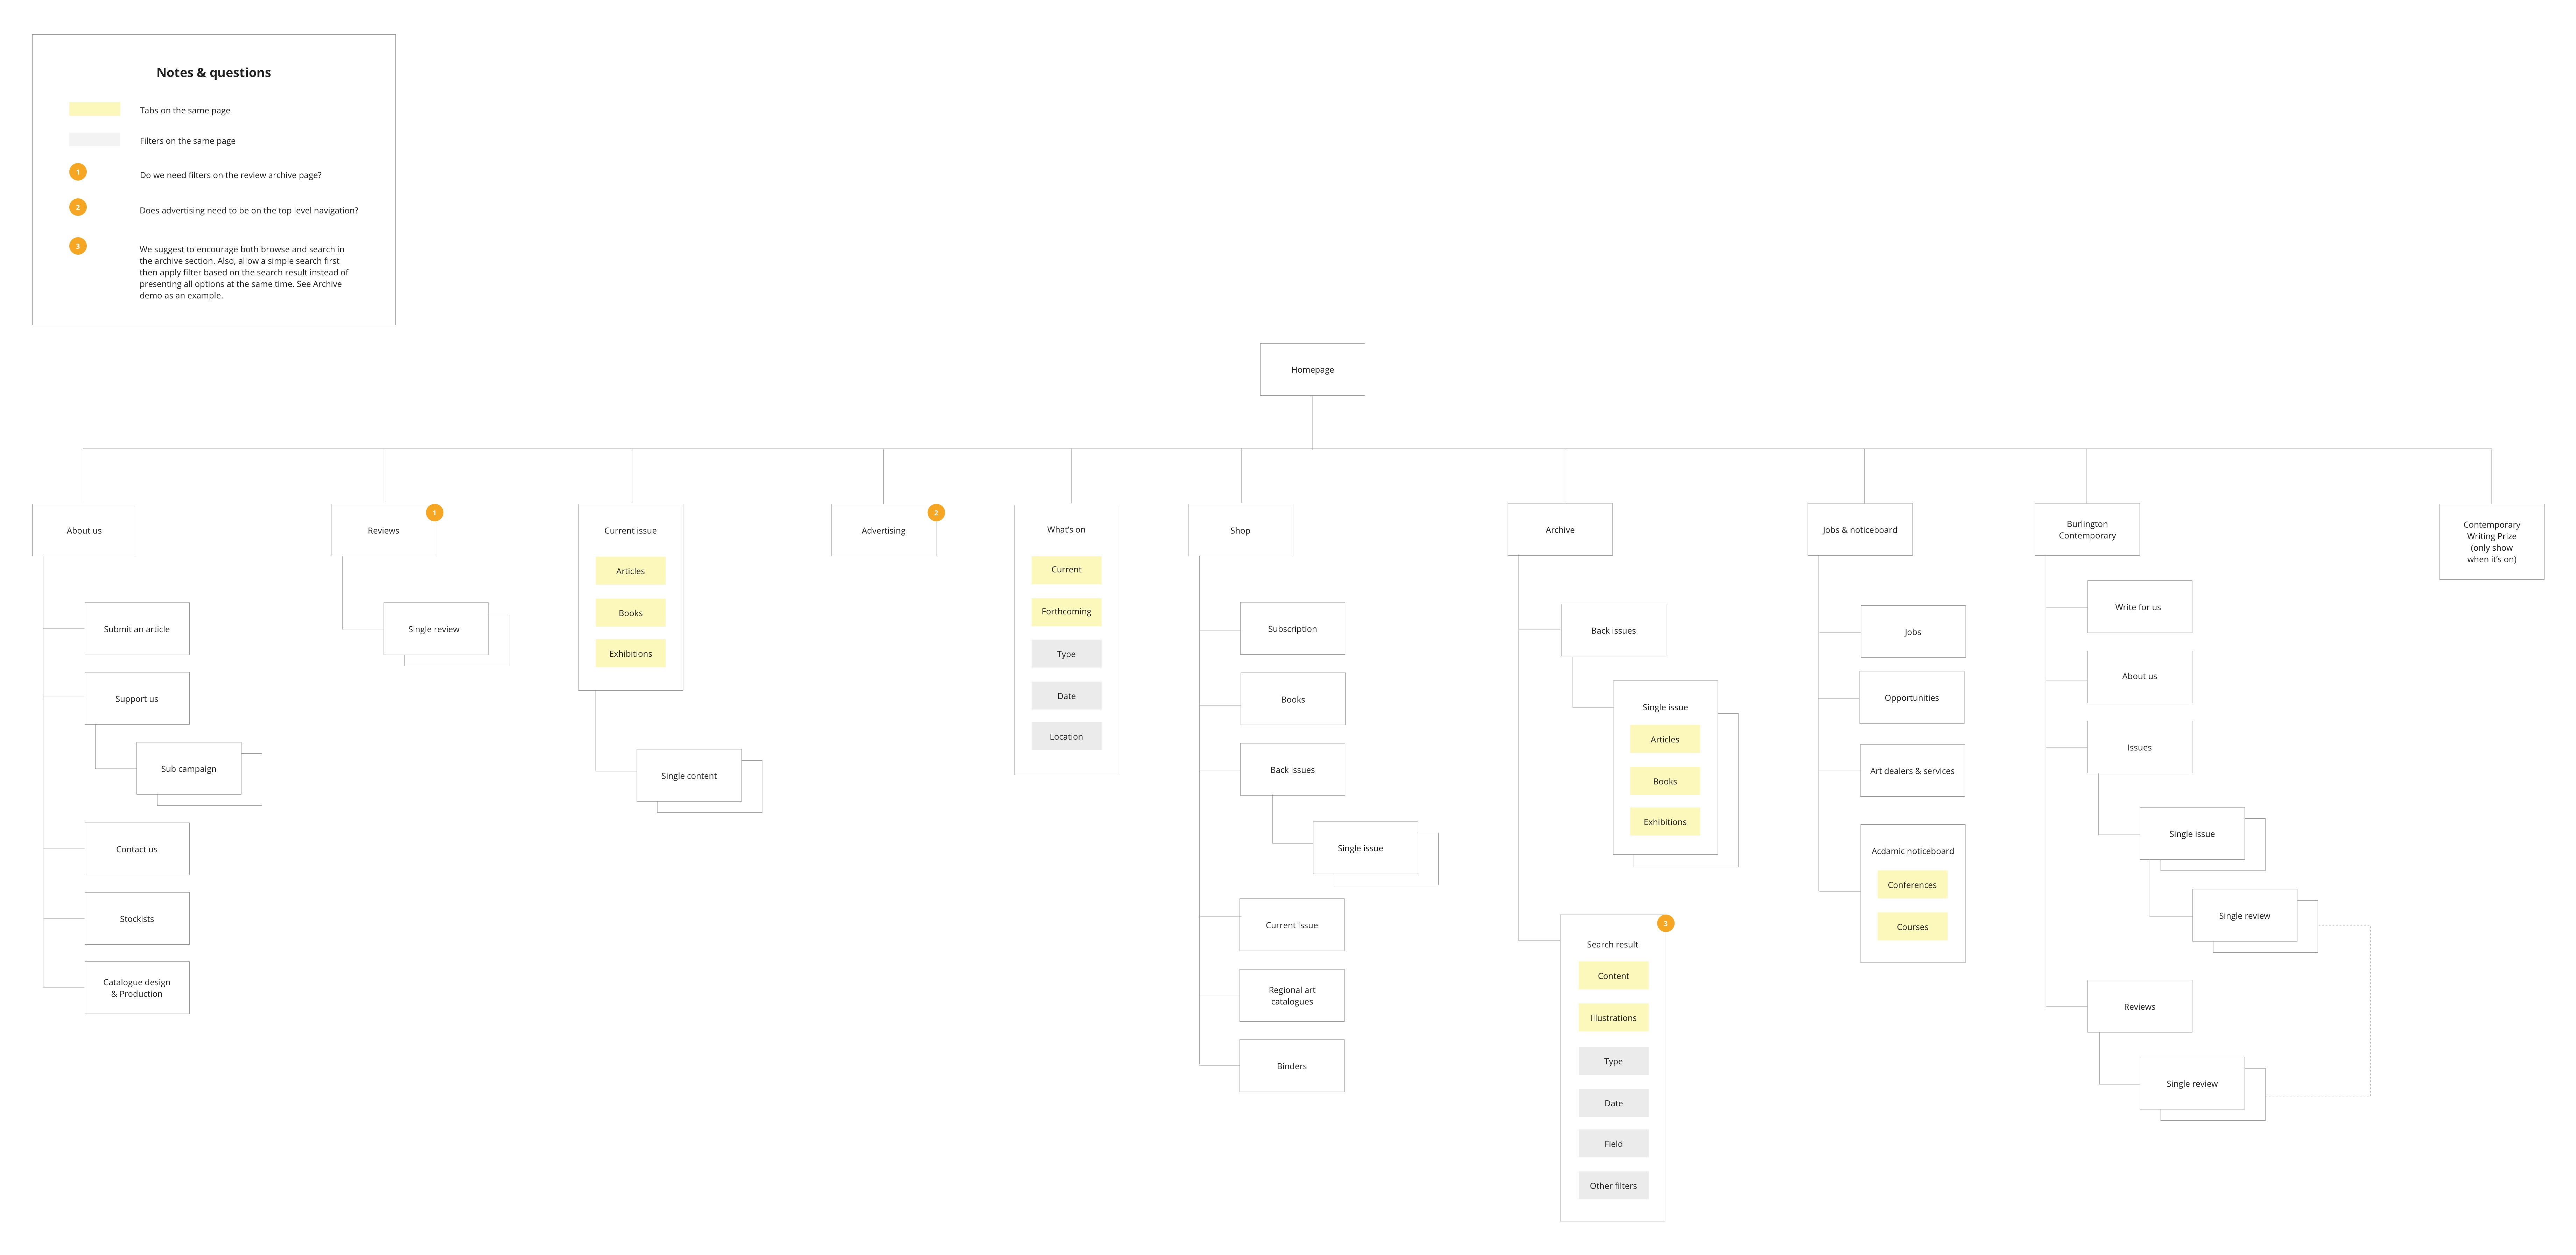 Notes & questions
Tabs on the same page
Filters on the same page
1
Do we need filters on the review archive page?
2
Does advertising need to be on the top level navigation?
3
We suggest to encourage both browse and search in
the archive section. Also, allow a simple search first
then apply filter based on the search result instead of
presenting all options at the same time. See Archive
demo as an example.
Homepage
About us
Submit an article
Support us
Sub campaign
Contact us
Stockists
Catalogue design
& Production
Reviews
1
Single review
Current issue
Articles
Books
Exhibitions
Single content
Advertising
2
What's on
Current
Forthcoming
Type
Date
Location
Shop
Subscription
Books
Back issues
Single issue
Current issue
Regional art
catalogues
Binders
Archive
Back issues
Single issue
Articles
Books
Exhibitions
3
Search result
Content
Illustrations
Type
Date
Field
Other filters
Jobs & noticeboard
Jobs
Opportunities
Art dealers & services
Acdamic noticeboard
Conferences
Courses
Burlington
Contemporary
Write for us
About us
Issues
Single issue
Single review
Reviews
Single review
Contemporary
Writing Prize
(only show
when it's on)